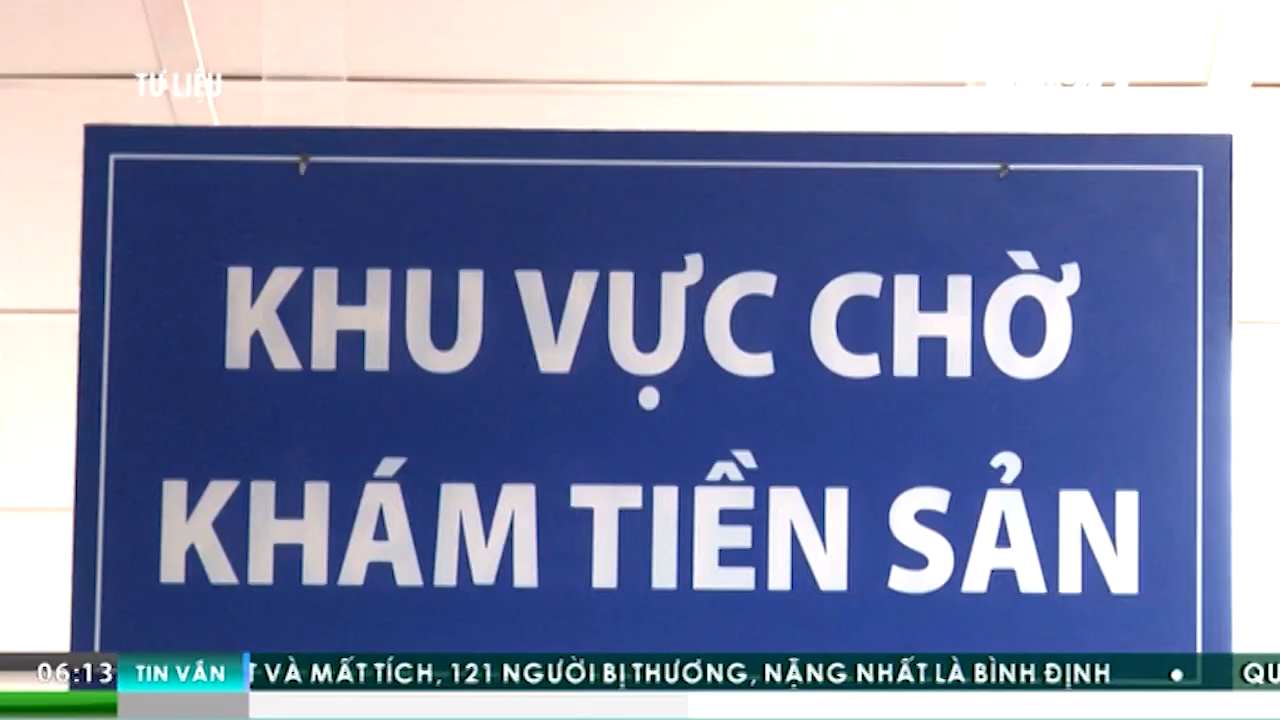 TƯ LIỆU
KHU VỰC CHỜ
KHÁM TIỀN SẢN
06:13 TIN VẮN VÀ MẤT TÍCH, 121 NGƯỜI BỊ THƯƠNG, NẶNG NHẤT LÀ BÌNH ĐỊNH